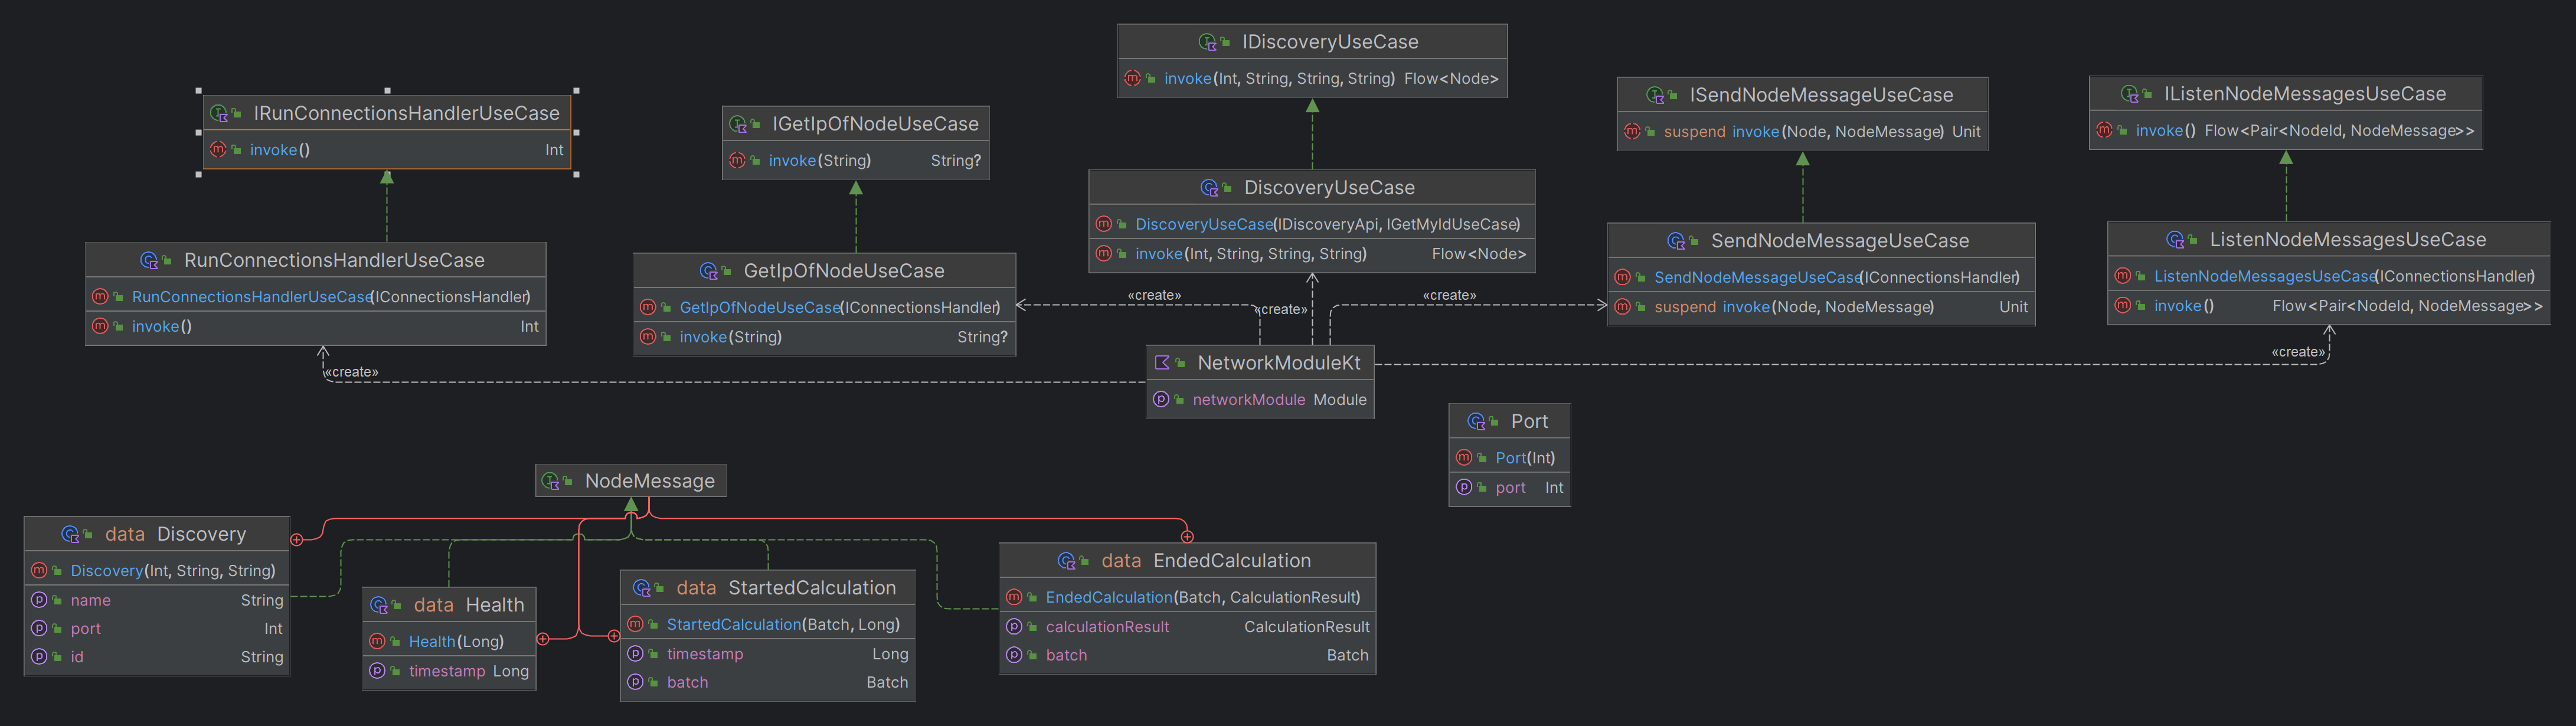 IDiscoveryUseCase
invoke(Int, String, String, String) Flow<Node>
IRunConnectionsHandlerUseCase
invoke() Int
IGetIpOfNodeUseCase
invoke(String) String?
ISendNodeMessageUseCase
suspend invoke(Node, NodeMessage) Unit
IListenNodeMessagesUseCase
invoke() Flow<Pair<NodeId, NodeMessage>>
RunConnectionsHandlerUseCase
RunConnectionsHandlerUseCase(IConnectionsHandler)
invoke() Int
GetIpOfNodeUseCase
GetIpOfNodeUseCase(IConnectionsHandler)
invoke(String) String?
DiscoveryUseCase
DiscoveryUseCase(IDiscoveryApi, IGetMyIdUseCase)
invoke(Int, String, String, String) Flow<Node>
SendNodeMessageUseCase
SendNodeMessageUseCase(IConnectionsHandler)
suspend invoke(Node, NodeMessage) Unit
ListenNodeMessagesUseCase
ListenNodeMessagesUseCase(IConnectionsHandler)
invoke() Flow<Pair<NodeId, NodeMessage>>
«create»
«create»
«create»
«create»
«create»
NetworkModuleKt
networkModule Module
Port
Port(Int)
port Int
NodeMessage
data Discovery
Discovery(Int, String, String)
name String
port Int
id String
data Health
Health(Long)
timestamp Long
data StartedCalculation
StartedCalculation(Batch, Long)
timestamp Long
batch Batch
data EndedCalculation
EndedCalculation(Batch, CalculationResult)
calculationResult CalculationResult
batch Batch